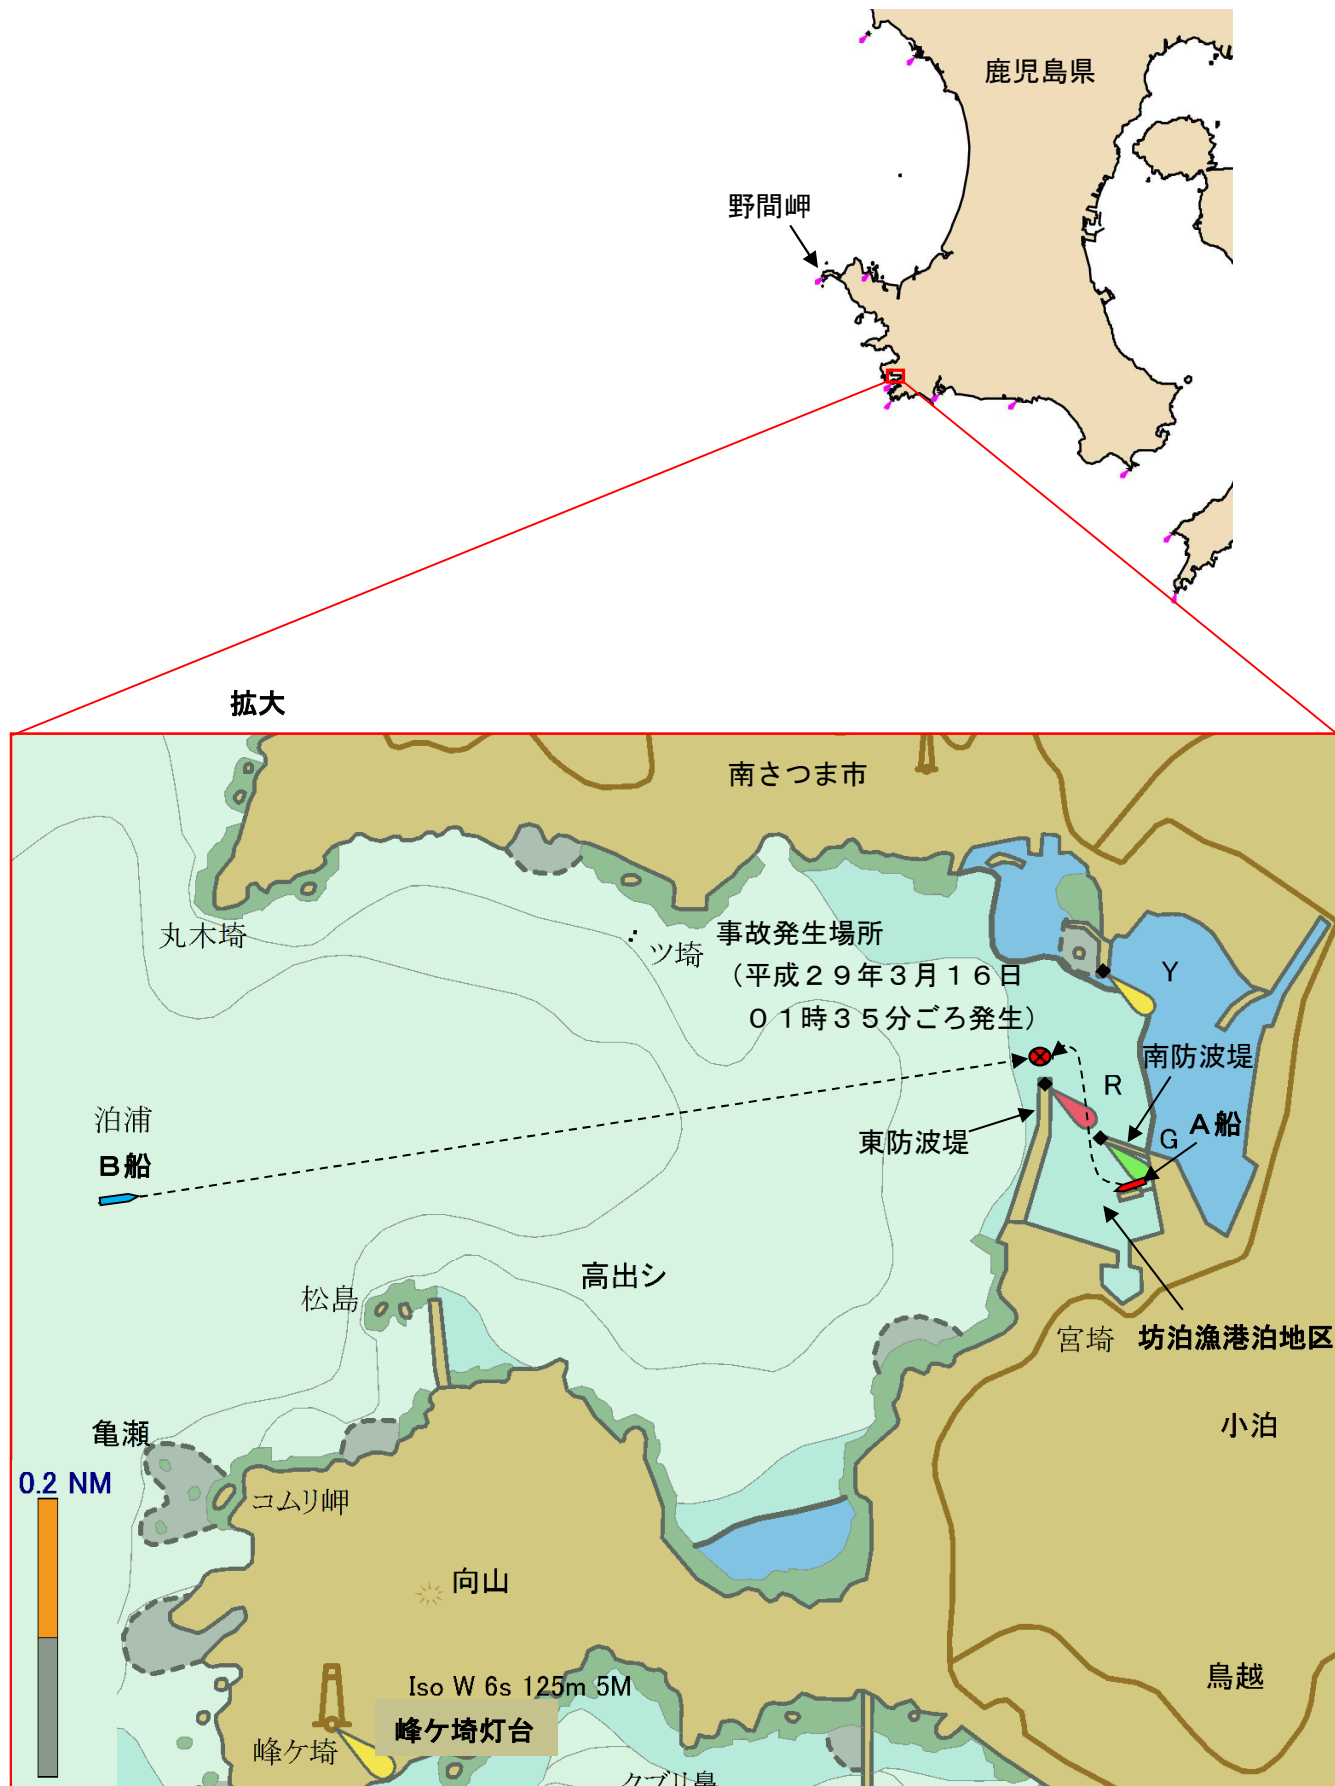 鹿児島県
野間岬
拡大
南さつま市
丸木埼
ツ埼
事故発生場所
（平成２９年３月１６日
０１時３５分ごろ発生）
Y
南防波堤
R
泊浦
B船
東防波堤
G
A船
高出シ
松島
宮埼
坊泊漁港泊地区
亀瀬
小泊
0.2 NM
コムリ岬
向山
鳥越
Iso W 6s 125m 5M
峰ケ埼灯台
峰ケ埼
クブリ鼻